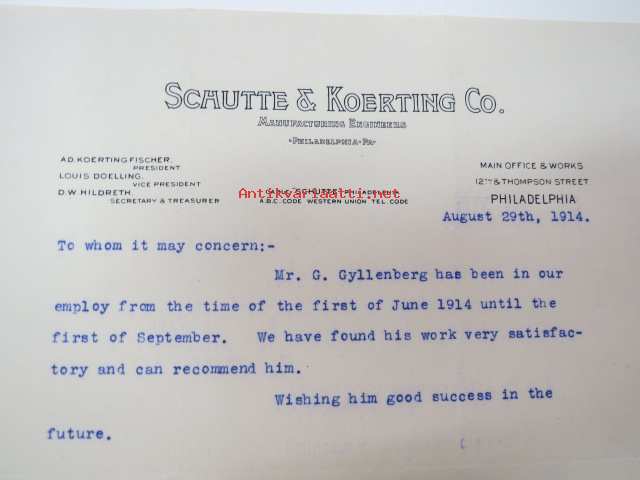 SCHUTTE & KOERTING CO.
MANUFACTURING ENGINEERS
PHILADELPHIA PA
AD. KOERTING FISCHER,
PRESIDENT
LOUIS DOELLING,
VICE PRESIDENT
D.W. HILDRETH,
SECRETARY & TREASURER
CABLE "SCHUTTE" PHILADELPHIA
A.B.C. CODE WESTERN UNION TEL. CODE
Antikvariaatti.net
MAIN OFFICE & WORKS
12TH & THOMPSON STREET
PHILADELPHIA
August 29th, 1914.
To whom it may concern:-
Mr. G. Gyllenberg has been in our
employ from the time of the first of June 1914 until the
first of September. We have found his work very satisfac-
tory and can recommend him.
Wishing him good success in the
future.